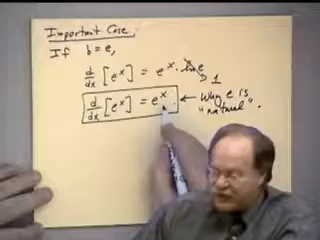 Important Case:
If b = e,
d/dx [e^x] = e^x · ln e → 1
d/dx [e^x] = e^x. ← Why e is "natural".